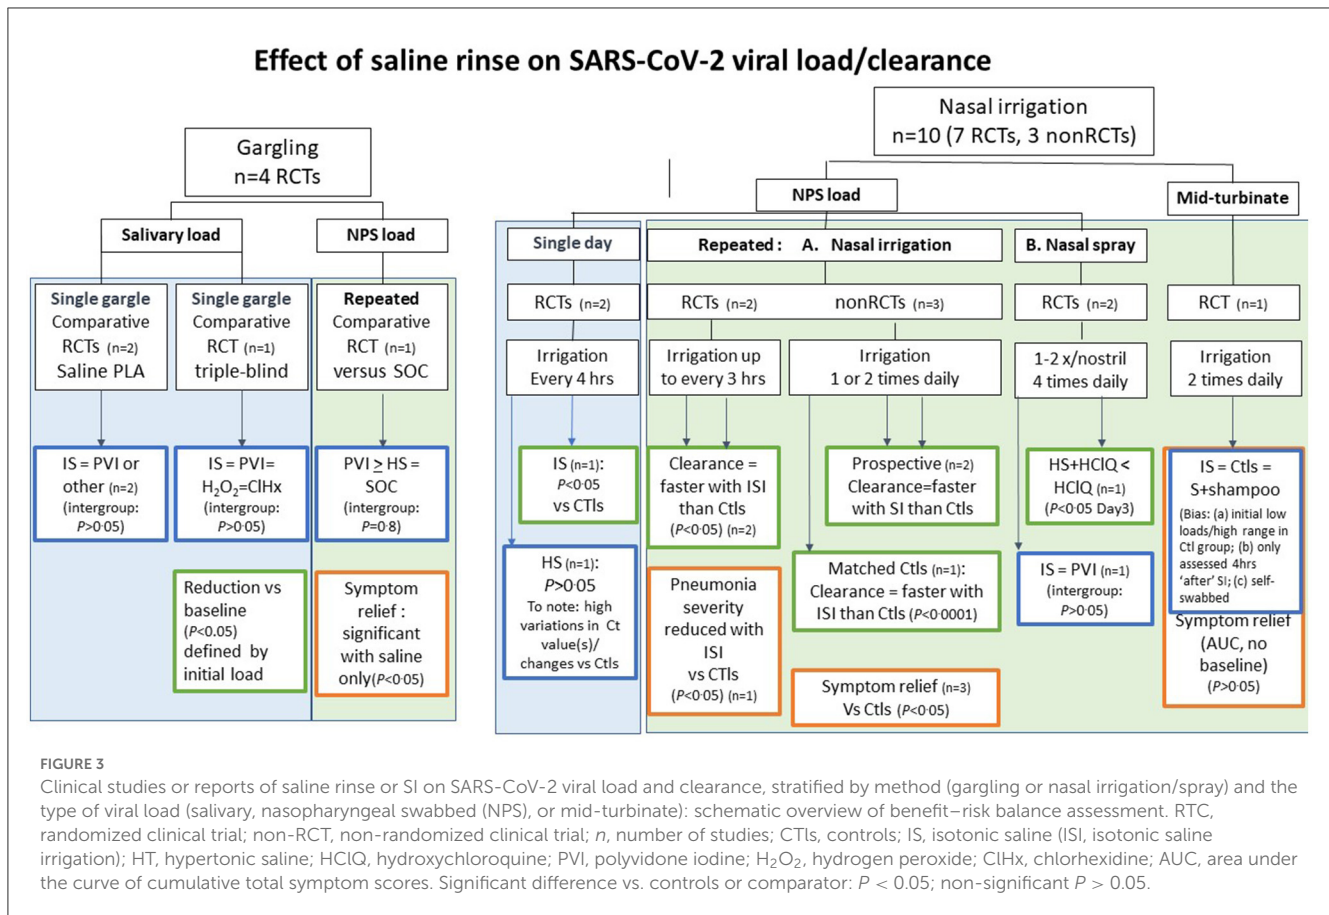 Effect of saline rinse on SARS-CoV-2 viral load/clearance
Gargling
n=4 RCTs
Salivary load
NPS load
Single gargle
Comparative
RCTs (n=2)
Saline PLA
Single gargle
Comparative
RCT (n=1)
triple-blind
Repeated
Comparative
RCT (n=1)
versus SOC
IS = PVI or
other (n=2)
(intergroup:
P>0·05)
IS = PVI=
H₂O₂=ClHx
(intergroup:
P>0·05)
PVI ≥ HS =
SOC
(intergroup:
P=0·8)
Reduction vs
baseline
(P<0.05)
defined by
initial load
Symptom
relief :
significant
with saline
only(P<0·05)
Nasal irrigation
n=10 (7 RCTs, 3 nonRCTs)
NPS load
Mid-turbinate
Single day
Repeated : A. Nasal irrigation
B. Nasal spray
RCTs (n=2)
RCTs (n=2)
nonRCTs (n=3)
RCTs (n=2)
RCT (n=1)
Irrigation
Every 4 hrs
Irrigation up
to every 3 hrs
Irrigation
1 or 2 times daily
1-2 x/nostril
4 times daily
Irrigation
2 times daily
IS (n=1):
P<0·05
vs CTls
HS (n=1):
P>0·05
To note: high
variations in Ct
value(s)/
changes vs Ctls
Clearance =
faster with ISI
than Ctls
(P<0·05) (n=2)
Pneumonia
severity
reduced with
ISI
vs CTls
(P<0·05) (n=1)
Prospective (n=2)
Clearance=faster
with SI than Ctls
Matched Ctls (n=1):
Clearance = faster with
ISI than Ctls (P<0·0001)
Symptom relief (n=3)
Vs Ctls (P<0·05)
HS+HClQ <
HClQ (n=1)
(P<0·05 Day3)
IS = PVI (n=1)
(intergroup:
P>0·05)
IS = Ctls =
S+shampoo
(Bias: (a) initial low
loads/high range in
Ctl group; (b) only
assessed 4hrs
'after' SI; (c) self-
swabbed
Symptom relief
(AUC, no
baseline)
(P>0·05)
FIGURE 3
Clinical studies or reports of saline rinse or SI on SARS-CoV-2 viral load and clearance, stratified by method (gargling or nasal irrigation/spray) and the
type of viral load (salivary, nasopharyngeal swabbed (NPS), or mid-turbinate): schematic overview of benefit–risk balance assessment. RTC,
randomized clinical trial; non-RCT, non-randomized clinical trial; n, number of studies; CTls, controls; IS, isotonic saline (ISI, isotonic saline
irrigation); HT, hypertonic saline; HClQ, hydroxychloroquine; PVI, polyvidone iodine; H₂O₂, hydrogen peroxide; ClHx, chlorhexidine; AUC, area under
the curve of cumulative total symptom scores. Significant difference vs. controls or comparator: P < 0.05; non-significant P > 0.05.